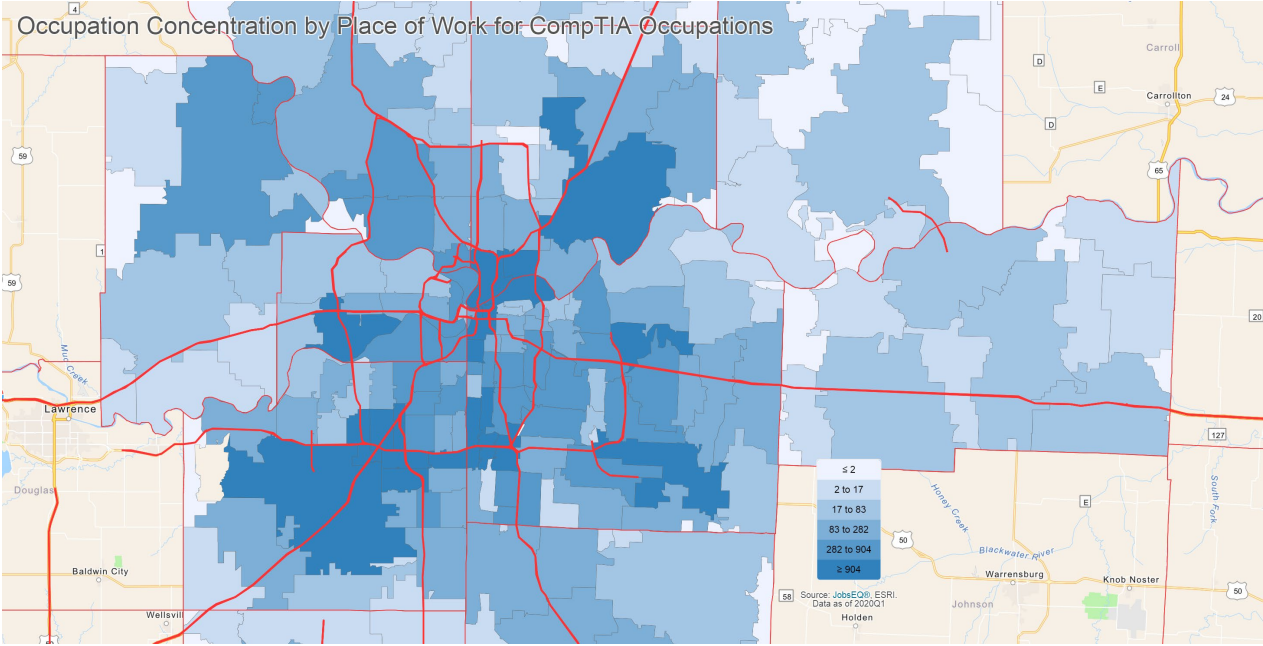 Occupation Concentration by Place of Work for CompTIA Occupations
4
Carroll
D
E
Carrollton
24
D
59
65
1
59
20
Muc Creek
Lawrence
127
Douglas
≤ 2
2 to 17
17 to 83
83 to 282
282 to 904
≥ 904
E
Honey Creek
South Fork
50
Blackwater River
Baldwin City
Warrensburg
Knob Noster
50
58
Source: JobsEQ®, ESRI.
Data as of 2020Q1
Johnson
Wellsvill
Holden